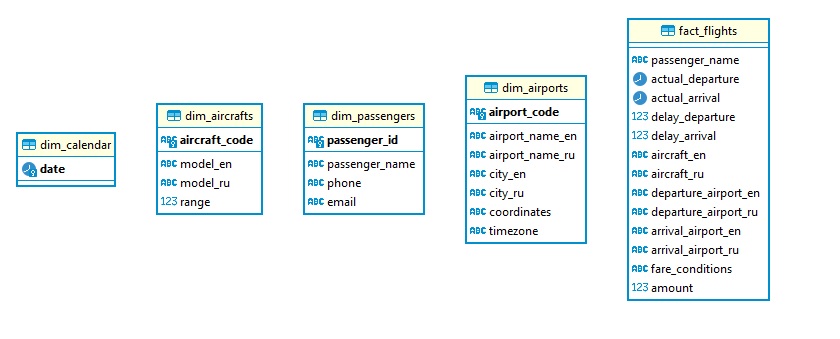 dim_calendar
date
dim_aircrafts
ABC aircraft_code
ABC model_en
ABC model_ru
123 range
dim_passengers
ABC passenger_id
ABC passenger_name
ABC phone
ABC email
dim_airports
ABC airport_code
ABC airport_name_en
ABC airport_name_ru
ABC city_en
ABC city_ru
ABC coordinates
ABC timezone
fact_flights
ABC passenger_name
actual_departure
actual_arrival
123 delay_departure
123 delay_arrival
ABC aircraft_en
ABC aircraft_ru
ABC departure_airport_en
ABC departure_airport_ru
ABC arrival_airport_en
ABC arrival_airport_ru
ABC fare_conditions
123 amount